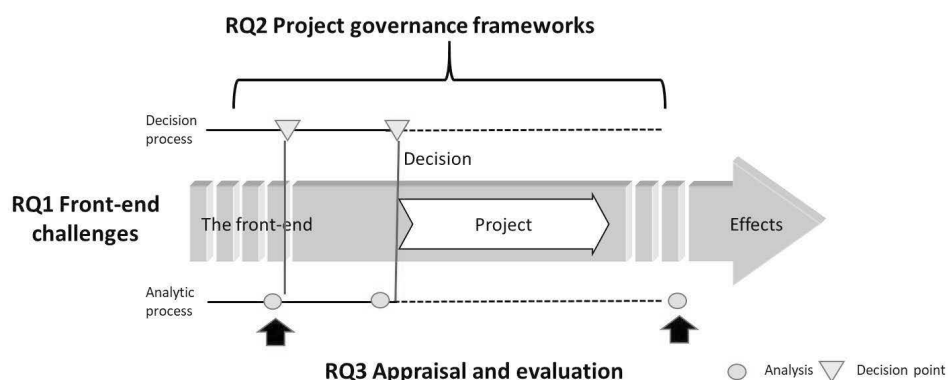 RQ2 Project governance frameworks
Decision
process
Decision
RQ1 Front-end
challenges
The front-end
Project
Effects
Analytic
process
RQ3 Appraisal and evaluation
Analysis
Decision point